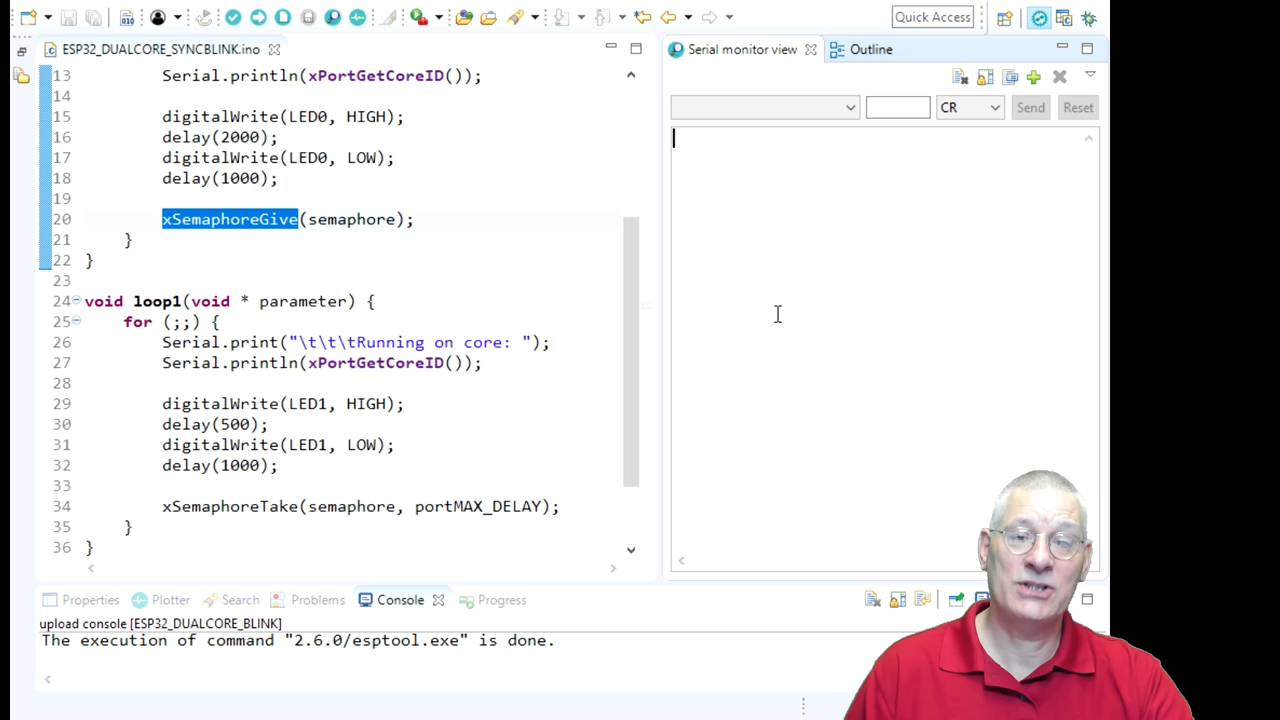 Quick Access
ESP32_DUALCORE_SYNCBLINK.ino
13 Serial.println(xPortGetCoreID());
14
15 digitalWrite(LED0, HIGH);
16 delay(2000);
17 digitalWrite(LED0, LOW);
18 delay(1000);
19
20 xSemaphoreGive(semaphore);
21 }
22 }
23
24 void loop1(void * parameter) {
25 for (;;) {
26 Serial.print("\t\t\tRunning on core: ");
27 Serial.println(xPortGetCoreID());
28
29 digitalWrite(LED1, HIGH);
30 delay(500);
31 digitalWrite(LED1, LOW);
32 delay(1000);
33
34 xSemaphoreTake(semaphore, portMAX_DELAY);
35 }
36 }
Serial monitor view Outline
CR Send Reset
Properties Plotter Search Problems Console Progress
upload console [ESP32_DUALCORE_BLINK]
The execution of command "2.6.0/esptool.exe" is done.